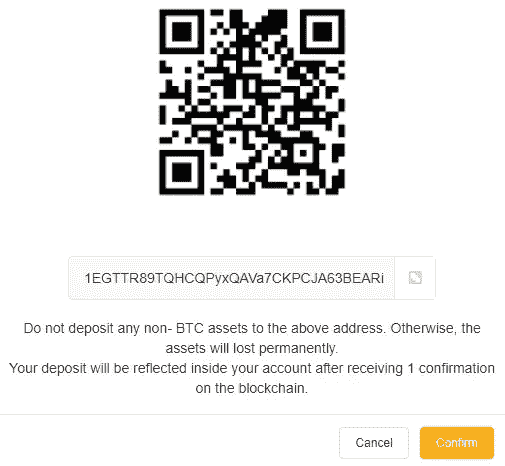 1EGTTR89TQHCQPyxQAVa7CKPCJA63BEARi
Do not deposit any non- BTC assets to the above address. Otherwise, the
assets will lost permanently.
Your deposit will be reflected inside your account after receiving 1 confirmation
on the blockchain.
Cancel
Confirm